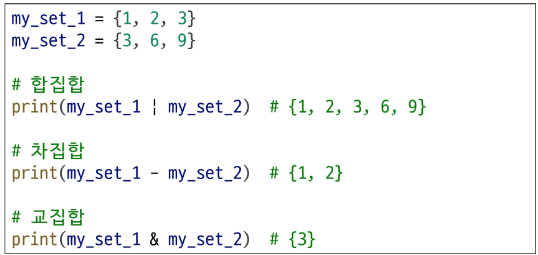 my_set_1 = {1, 2, 3}
my_set_2 = {3, 6, 9}
# 합집합
print(my_set_1 | my_set_2)  # {1, 2, 3, 6, 9}
# 차집합
print(my_set_1 - my_set_2)  # {1, 2}
# 교집합
print(my_set_1 & my_set_2)  # {3}